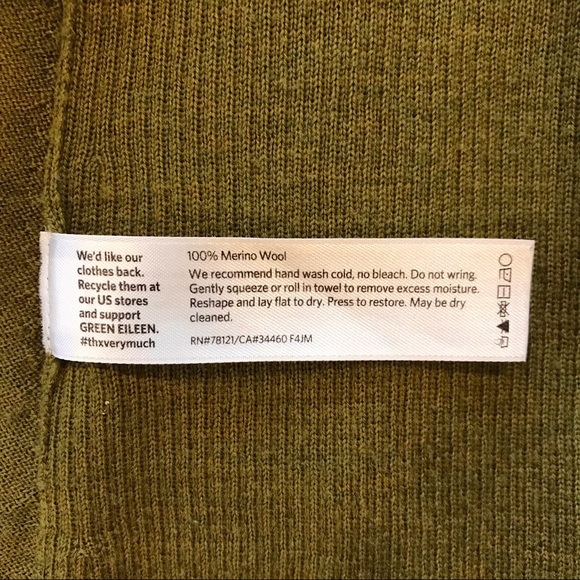 We'd like our
clothes back.
Recycle them at
our US stores
and support
GREEN EILEEN.
#thxverymuch
100% Merino Wool
We recommend hand wash cold, no bleach. Do not wring.
Gently squeeze or roll in towel to remove excess moisture.
Reshape and lay flat to dry. Press to restore. May be dry
cleaned.
RN#78121/CA#34460 F4JM